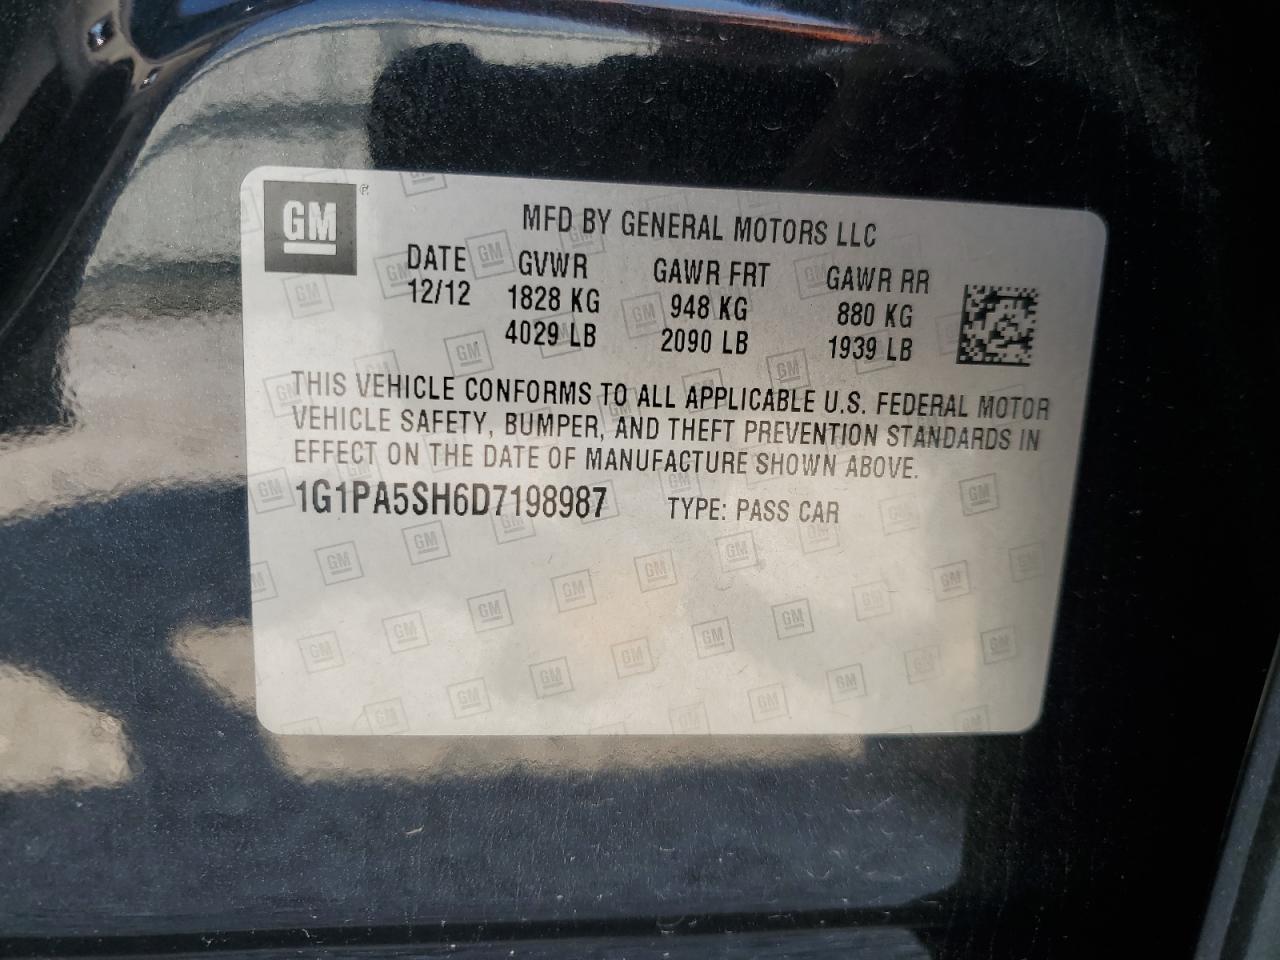 GM
MFD BY GENERAL MOTORS LLC
DATE GVWR GAWR FRT GAWR RR
12/12 1828 KG 948 KG 880 KG
4029 LB 2090 LB 1939 LB
THIS VEHICLE CONFORMS TO ALL APPLICABLE U.S. FEDERAL MOTOR
VEHICLE SAFETY, BUMPER, AND THEFT PREVENTION STANDARDS IN
EFFECT ON THE DATE OF MANUFACTURE SHOWN ABOVE.
1G1PA5SH6D7198987 TYPE: PASS CAR